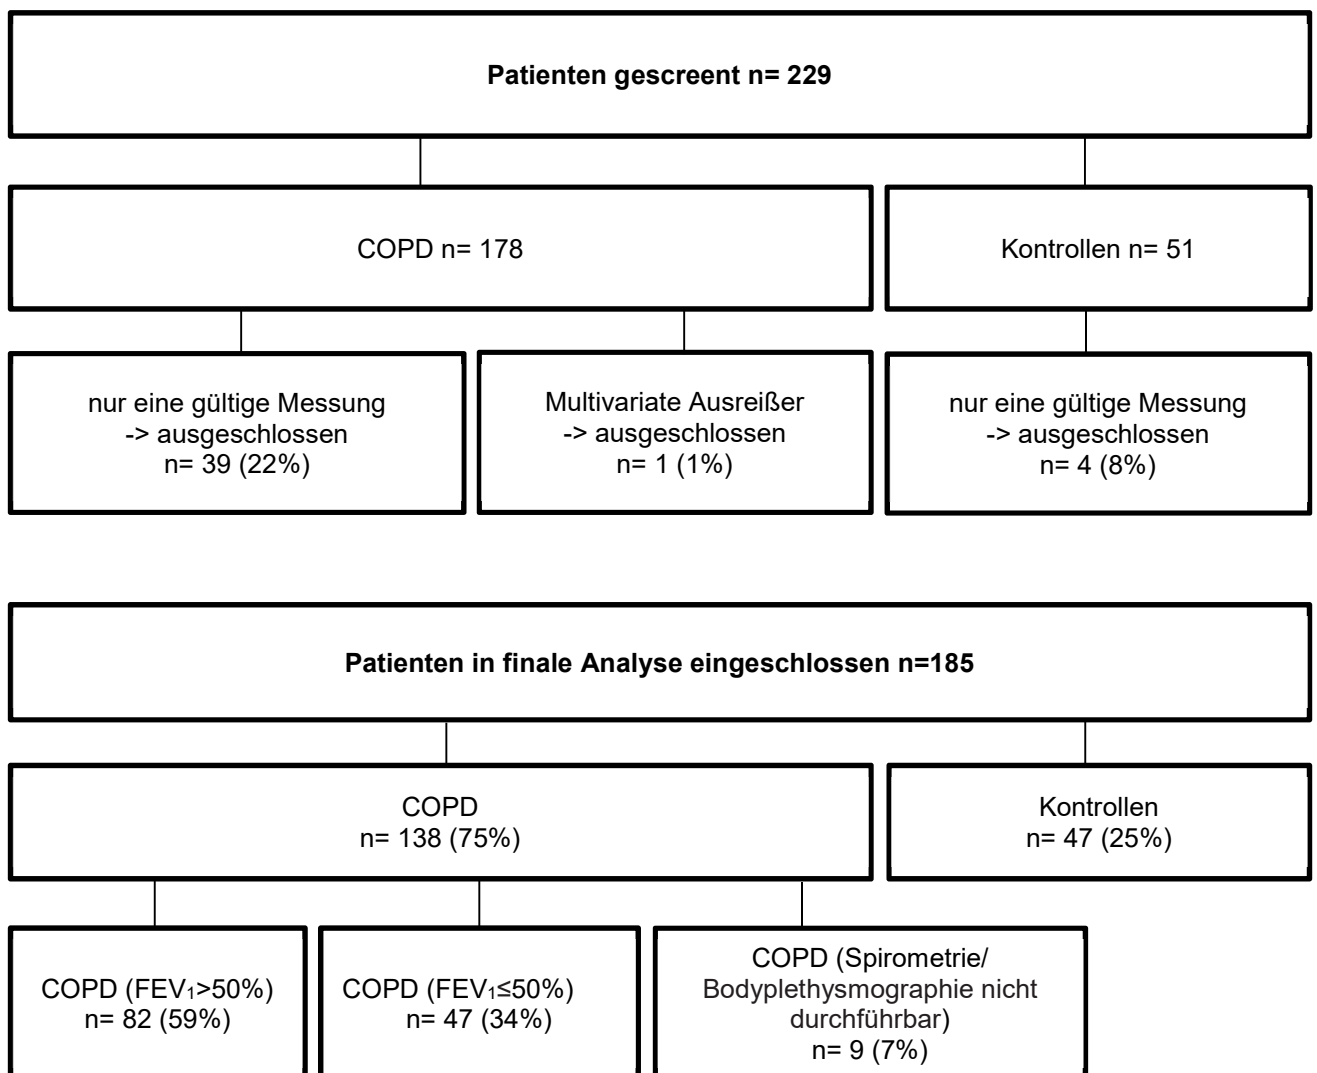 Patienten gescreent n= 229
COPD n= 178
Kontrollen n= 51
nur eine gültige Messung
-> ausgeschlossen
n= 39 (22%)
Multivariate Ausreißer
-> ausgeschlossen
n= 1 (1%)
nur eine gültige Messung
-> ausgeschlossen
n= 4 (8%)
Patienten in finale Analyse eingeschlossen n=185
COPD
n= 138 (75%)
Kontrollen
n= 47 (25%)
COPD (FEV₁>50%)
n= 82 (59%)
COPD (FEV₁≤50%)
n= 47 (34%)
COPD (Spirometrie/
Bodyplethysmographie nicht
durchführbar)
n= 9 (7%)